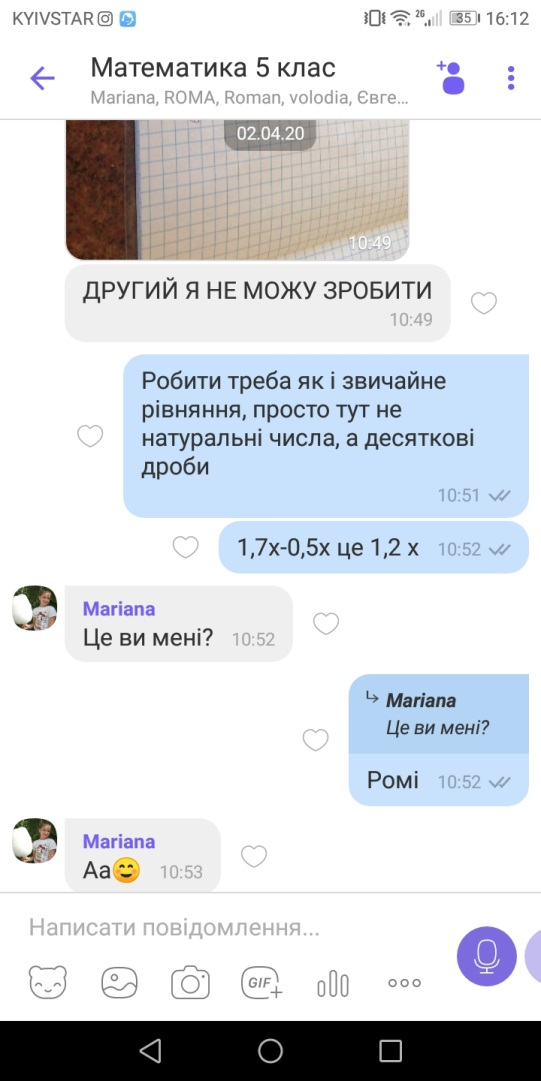 KYIVSTAR 2G 35 16:12
Математика 5 клас
Mariana, ROMA, Roman, volodia, Євге...
02.04.20
10:49
ДРУГИЙ Я НЕ МОЖУ ЗРОБИТИ
10:49
Робити треба як і звичайне
рівняння, просто тут не
натуральні числа, а десяткові
дроби
10:51
1,7х-0,5х це 1,2 х 10:52
Mariana
Це ви мені? 10:52
Mariana
Це ви мені?
Ромі 10:52
Mariana
Аа😊 10:53
Написати повідомлення...
GIF